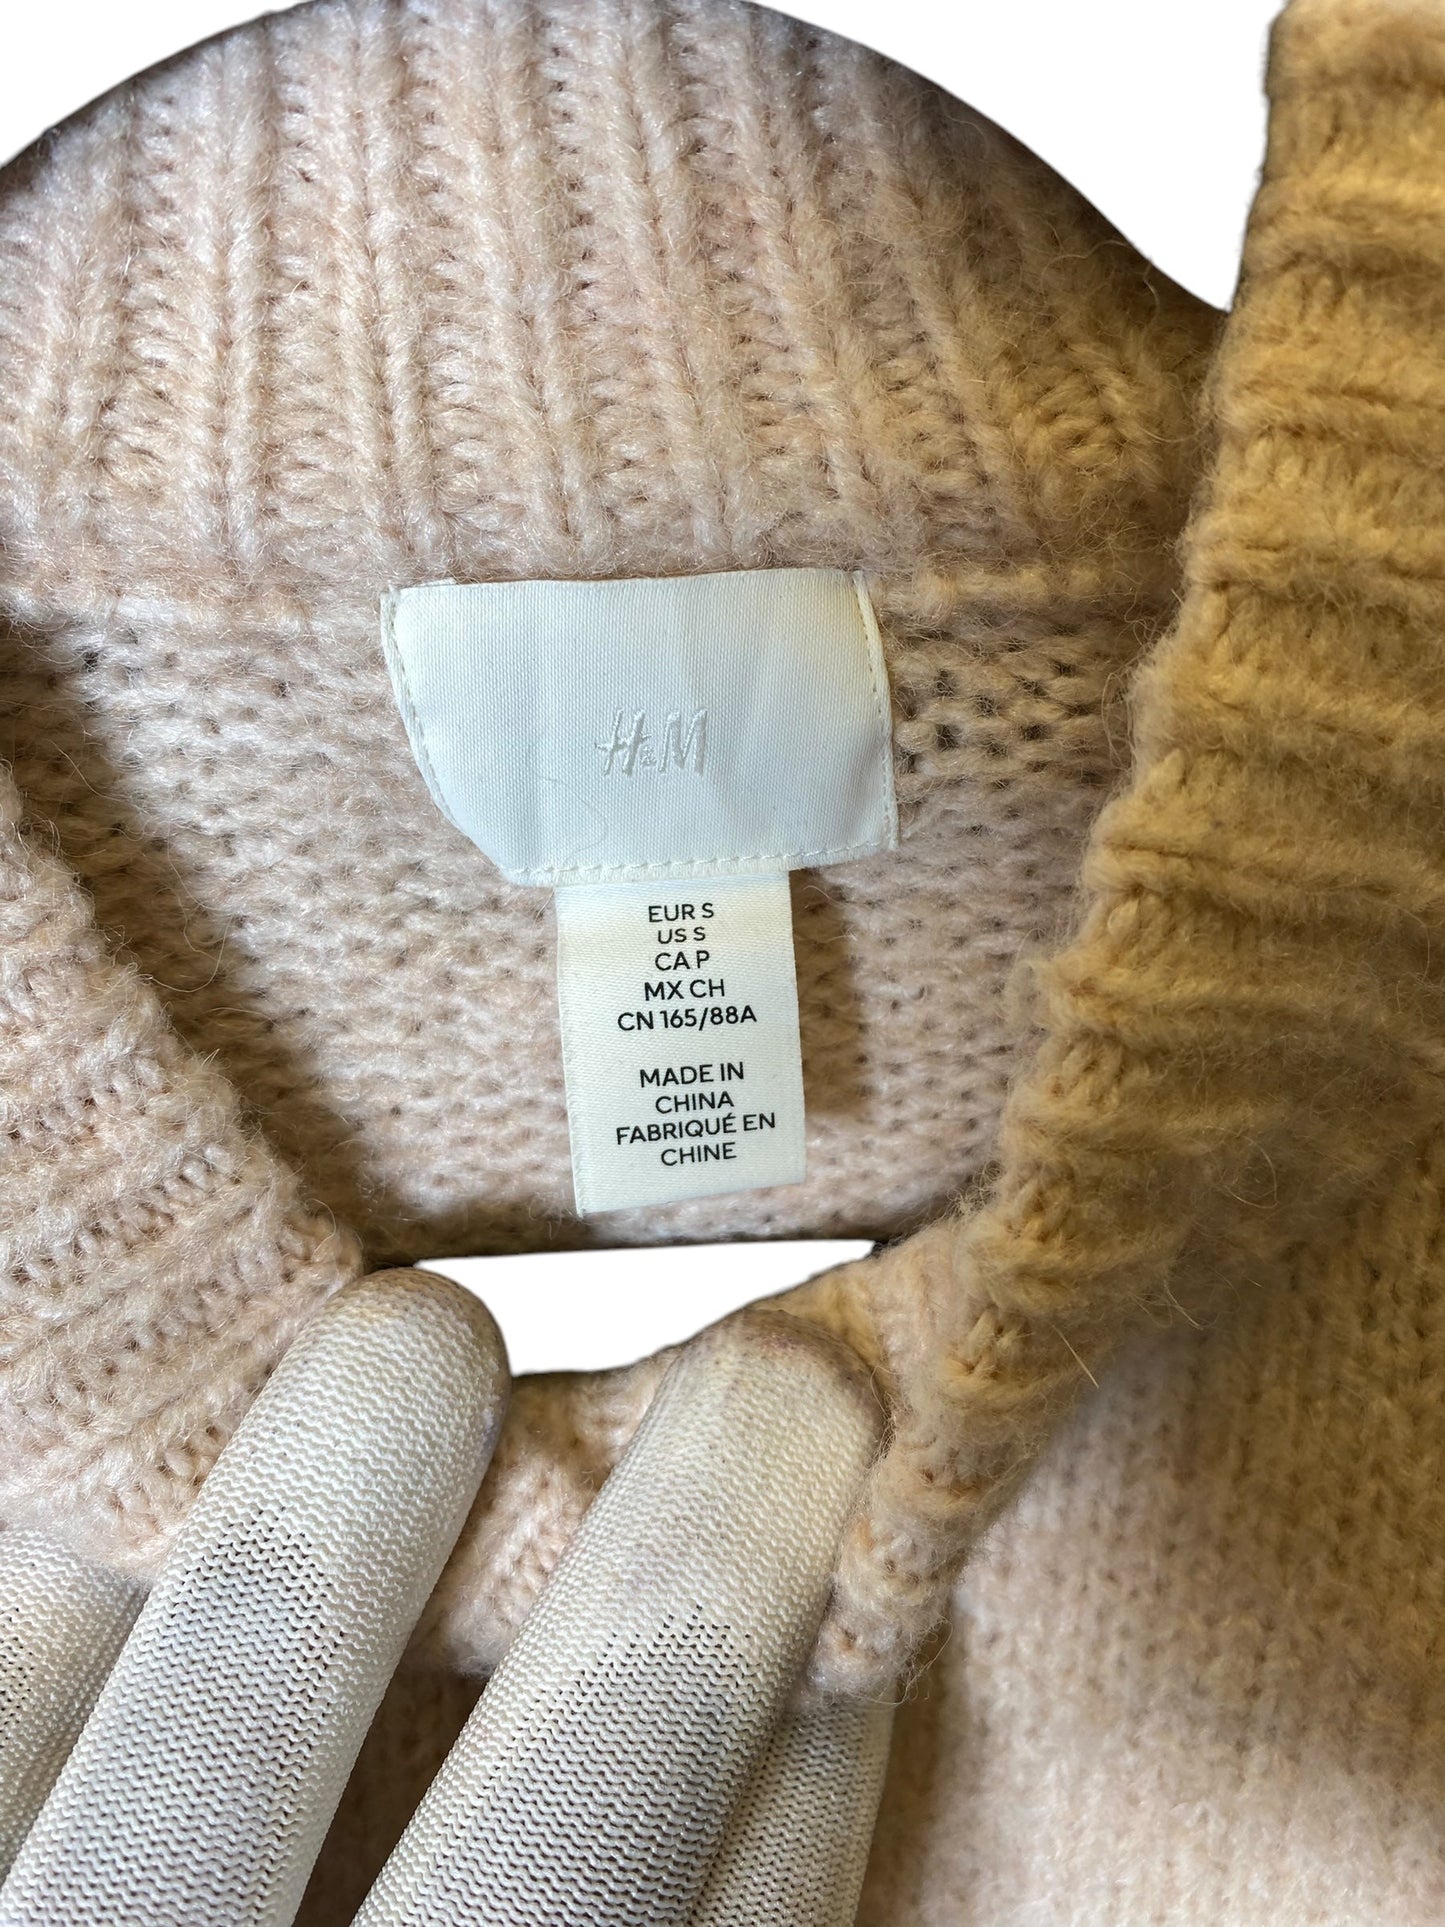 H&M
EUR S
US S
CA P
MX CH
CN 165/88A
MADE IN
CHINA
FABRIQUÉ EN
CHINE